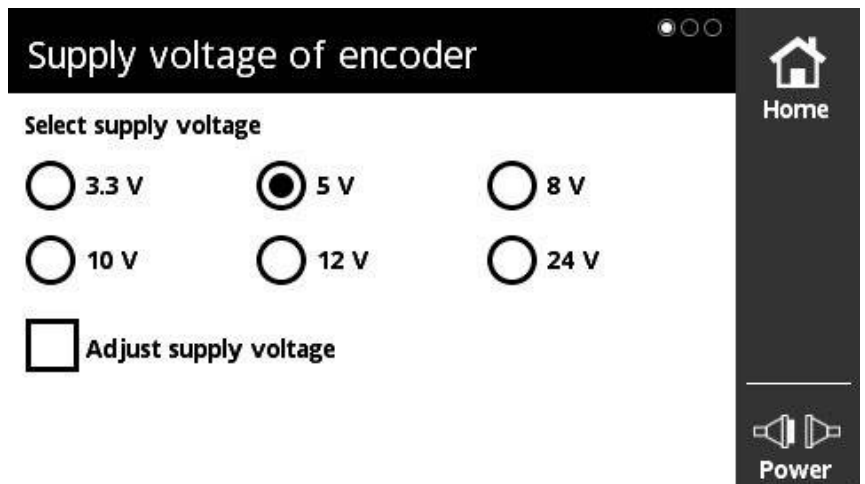 Supply voltage of encoder
Home
Select supply voltage
3.3 V 5 V 8 V
10 V 12 V 24 V
Adjust supply voltage
Power